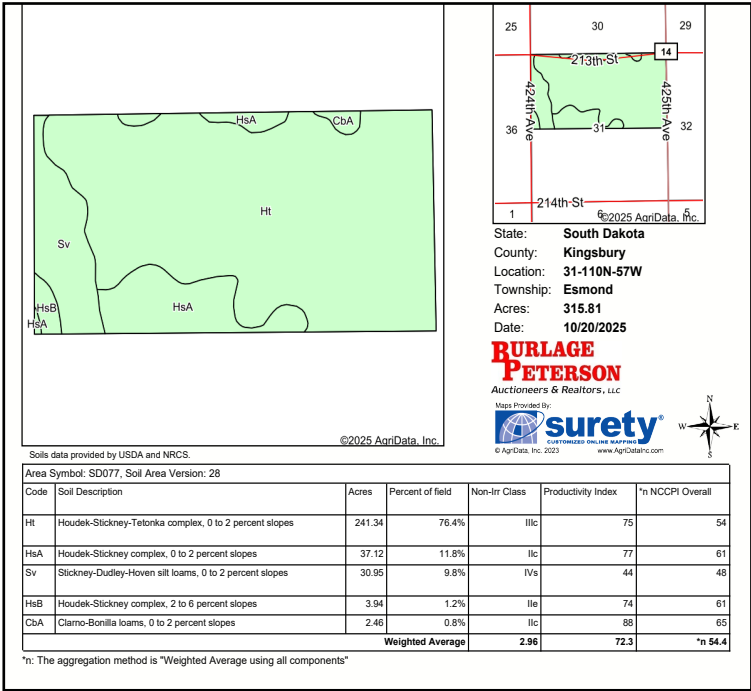 25 30 29
14
213th St
424th Ave
425th Ave
36 31 32
214th St
1 6 5
©2025 AgriData, Inc.
HsA
CbA
Ht
Sv
HsB
HsA
HsA
©2025 AgriData, Inc.
State: South Dakota
County: Kingsbury
Location: 31-110N-57W
Township: Esmond
Acres: 315.81
Date: 10/20/2025
BURLAGE
PETERSON
Auctioneers & Realtors, LLC
Maps Provided By:
surety®
CUSTOMIZED ONLINE MAPPING
© AgriData, Inc. 2023 www.AgriDataInc.com
N
W E
S
Soils data provided by USDA and NRCS.
Area Symbol: SD077, Soil Area Version: 28
Code Soil Description Acres Percent of field Non-Irr Class Productivity Index *n NCCPI Overall
Ht Houdek-Stickney-Tetonka complex, 0 to 2 percent slopes 241.34 76.4% IIIc 75 54
HsA Houdek-Stickney complex, 0 to 2 percent slopes 37.12 11.8% IIc 77 61
Sv Stickney-Dudley-Hoven silt loams, 0 to 2 percent slopes 30.95 9.8% IVs 44 48
HsB Houdek-Stickney complex, 2 to 6 percent slopes 3.94 1.2% IIe 74 61
CbA Clarno-Bonilla loams, 0 to 2 percent slopes 2.46 0.8% IIc 88 65
Weighted Average 2.96 72.3 *n 54.4
*n: The aggregation method is "Weighted Average using all components"